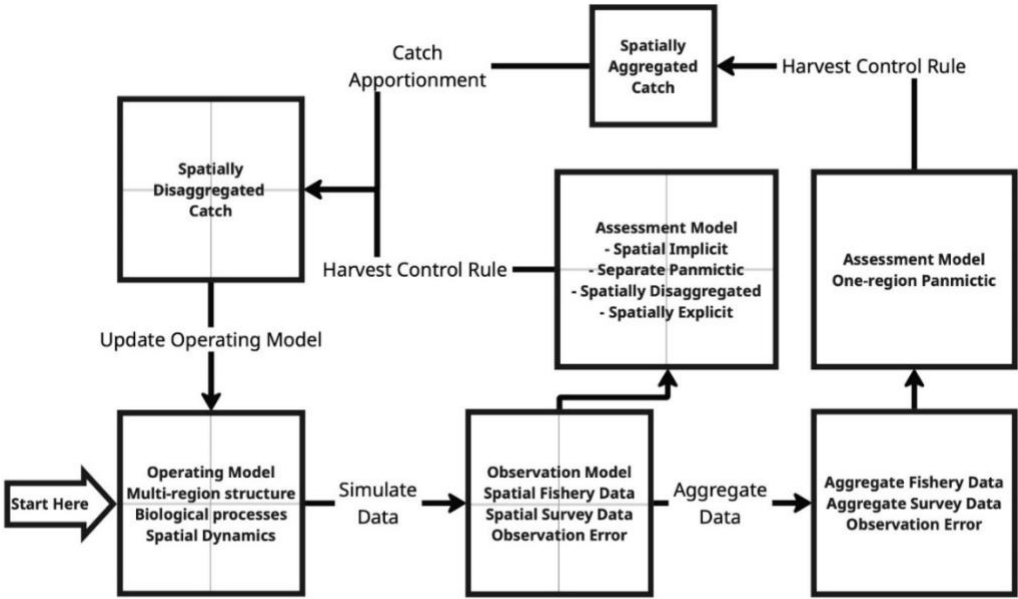 Catch
Apportionment
Spatially
Aggregated
Catch
Harvest Control Rule
Spatially
Disaggregated
Catch
Harvest Control Rule
Assessment Model
- Spatial Implicit
- Separate Panmictic
- Spatially Disaggregated
- Spatially Explicit
Assessment Model
One-region Panmictic
Update Operating Model
Start Here
Operating Model
Multi-region structure
Biological processes
Spatial Dynamics
Simulate
Data
Observation Model
Spatial Fishery Data
Spatial Survey Data
Observation Error
Aggregate
Data
Aggregate Fishery Data
Aggregate Survey Data
Observation Error